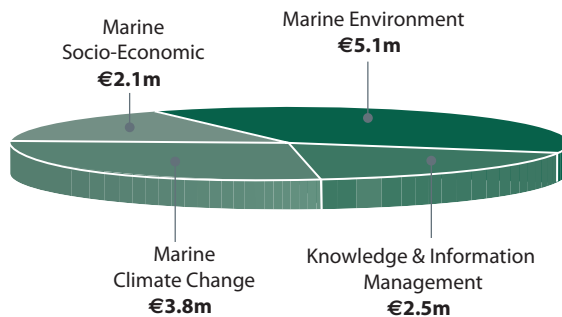 Marine
Socio-Economic
€2.1m
Marine Environment
€5.1m
Marine
Climate Change
€3.8m
Knowledge & Information
Management
€2.5m